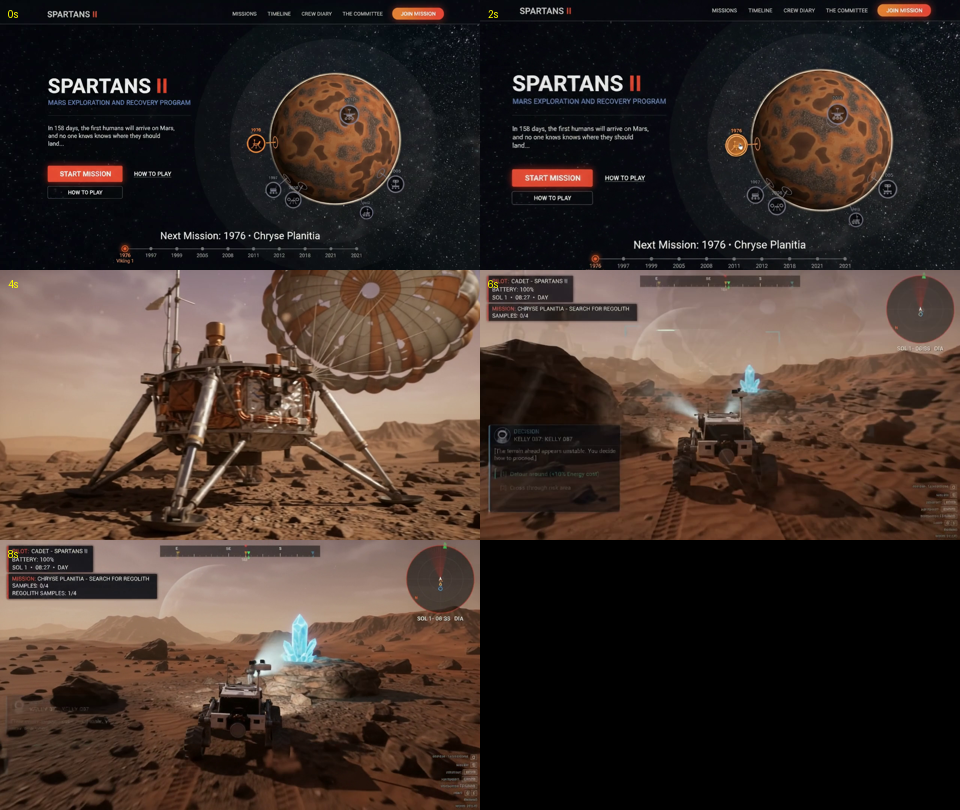 0s
SPARTANS II
MISSIONS TIMELINE CREW DIARY THE COMMITTEE JOIN MISSION
SPARTANS II
MARS EXPLORATION AND RECOVERY PROGRAM
In 158 days, the first humans will arrive on Mars,
and no one knows knows where they should
land...
START MISSION HOW TO PLAY
HOW TO PLAY
1976
Next Mission: 1976 • Chryse Planitia
1976 1997 1999 2005 2008 2011 2012 2018 2021 2021
Viking 1
2s
SPARTANS II
MISSIONS TIMELINE CREW DIARY THE COMMITTEE JOIN MISSION
SPARTANS II
MARS EXPLORATION AND RECOVERY PROGRAM
In 158 days, the first humans will arrive on Mars,
and no one knows knows where they should
land...
START MISSION HOW TO PLAY
HOW TO PLAY
1976
Next Mission: 1976 • Chryse Planitia
1976 1997 1999 2005 2008 2011 2012 2018 2021 2021
4s
6s
CADET - SPARTANS II
BATTERY: 100%
SOL 1 • 08:27 • DAY
MISSION: CHRYSE PLANITIA - SEARCH FOR REGOLITH
SAMPLES: 0/4
KELLY 087
8s
CADET - SPARTANS II
BATTERY: 100%
SOL 1 • 08:27 • DAY
MISSION: CHRYSE PLANITIA - SEARCH FOR REGOLITH
SAMPLES: 0/4
REGOLITH SAMPLES: 1/4